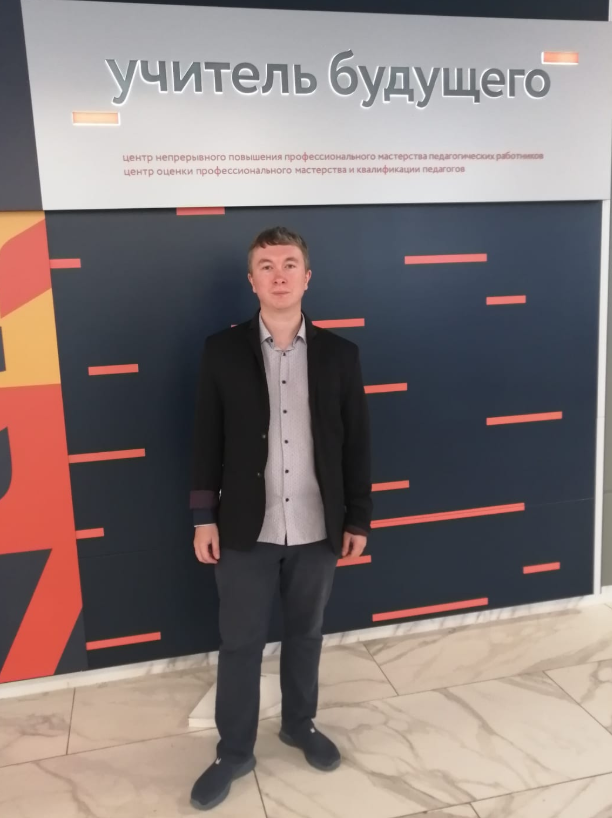 учитель будущего
центр непрерывного повышения профессионального мастерства педагогических работников
центр оценки профессионального мастерства и квалификации педагогов